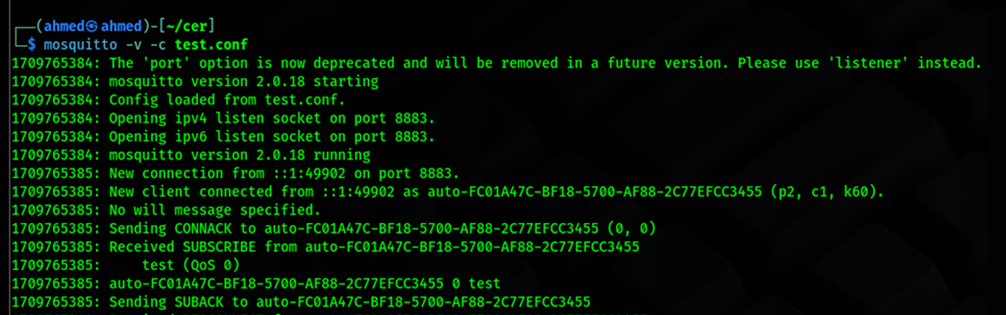 ┌──(ahmed㉿ahmed)-[~/cer]
└─$ mosquitto -v -c test.conf
1709765384: The 'port' option is now deprecated and will be removed in a future version. Please use 'listener' instead.
1709765384: mosquitto version 2.0.18 starting
1709765384: Config loaded from test.conf.
1709765384: Opening ipv4 listen socket on port 8883.
1709765384: Opening ipv6 listen socket on port 8883.
1709765384: mosquitto version 2.0.18 running
1709765385: New connection from ::1:49902 on port 8883.
1709765385: New client connected from ::1:49902 as auto-FC01A47C-BF18-5700-AF88-2C77EFCC3455 (p2, c1, k60).
1709765385: No will message specified.
1709765385: Sending CONNACK to auto-FC01A47C-BF18-5700-AF88-2C77EFCC3455 (0, 0)
1709765385: Received SUBSCRIBE from auto-FC01A47C-BF18-5700-AF88-2C77EFCC3455
1709765385:     test (QoS 0)
1709765385: auto-FC01A47C-BF18-5700-AF88-2C77EFCC3455 0 test
1709765385: Sending SUBACK to auto-FC01A47C-BF18-5700-AF88-2C77EFCC3455